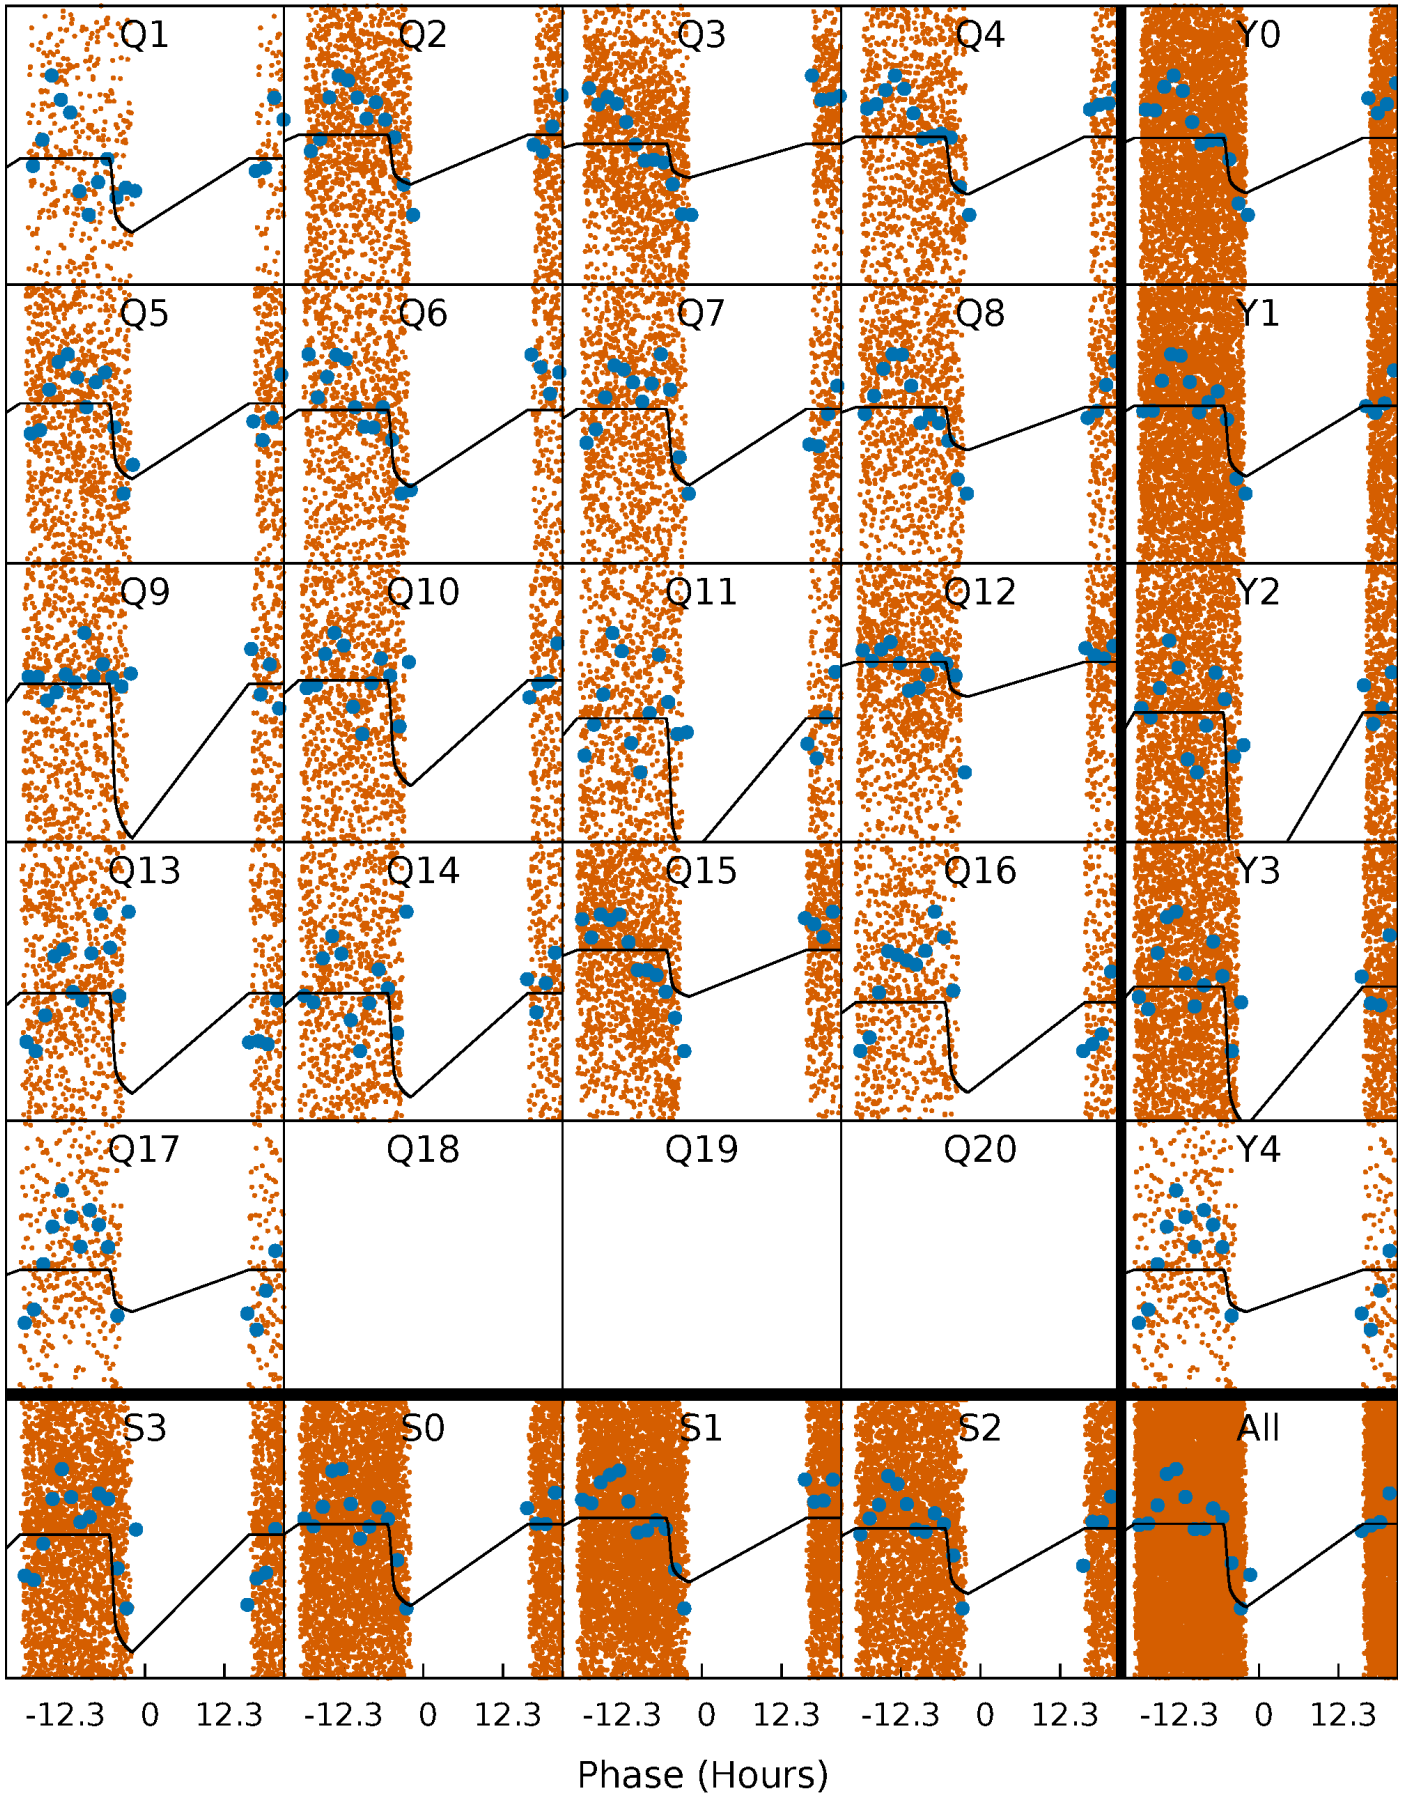 Q1 Q2 Q3 Q4 Y0
Q5 Q6 Q7 Q8 Y1
Q9 Q10 Q11 Q12 Y2
Q13 Q14 Q15 Q16 Y3
Q17 Q18 Q19 Q20 Y4
S3 S0 S1 S2 All
-12.3 0 12.3 -12.3 0 12.3 -12.3 0 12.3 -12.3 0 12.3 -12.3 0 12.3
Phase (Hours)